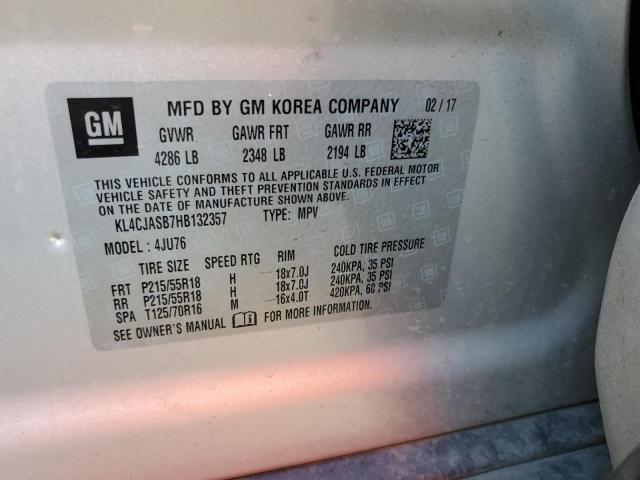 GM
MFD BY GM KOREA COMPANY 02 / 17
GVWR GAWR FRT GAWR RR
4286 LB 2348 LB 2194 LB
THIS VEHICLE CONFORMS TO ALL APPLICABLE U.S. FEDERAL MOTOR
VEHICLE SAFETY AND THEFT PREVENTION STANDARDS IN EFFECT
ON THE DATE OF MANUFACTURE SHOWN ABOVE.
KL4CJASB7HB132357 TYPE: MPV
MODEL : 4JU76
TIRE SIZE SPEED RTG RIM COLD TIRE PRESSURE
FRT P215/55R18 H 18x7.0J 240KPA, 35 PSI
RR P215/55R18 H 18x7.0J 240KPA, 35 PSI
SPA T125/70R16 M 16x4.0T 420KPA, 60 PSI
SEE OWNER'S MANUAL FOR MORE INFORMATION.